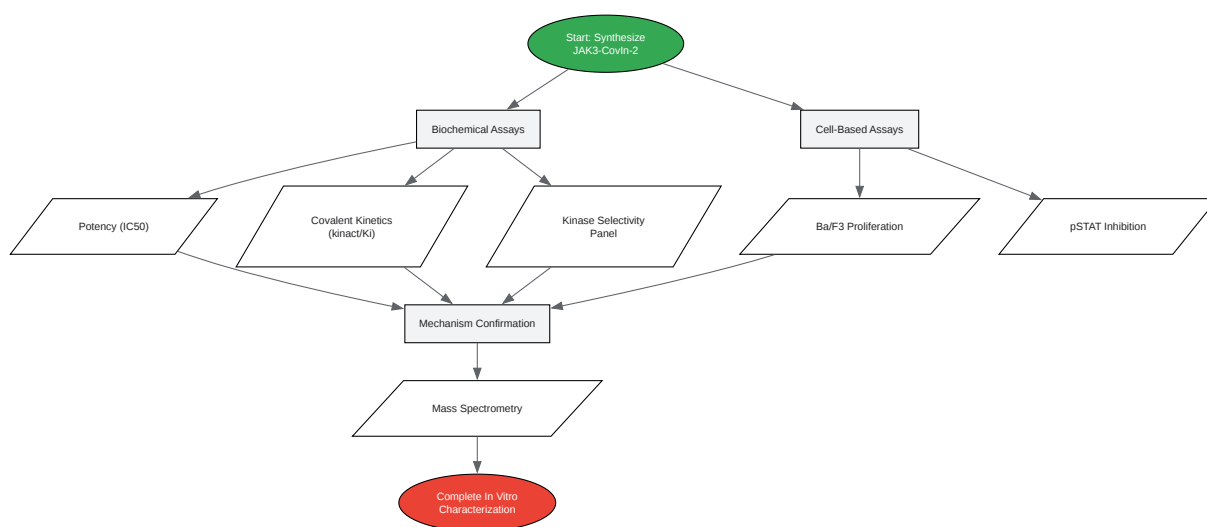 Start: Synthesize
JAK3-CovIn-2
Biochemical Assays
Cell-Based Assays
Potency (IC50)
Covalent Kinetics
(kinact/Ki)
Kinase Selectivity
Panel
Ba/F3 Proliferation
pSTAT Inhibition
Mechanism Confirmation
Mass Spectrometry
Complete In Vitro
Characterization